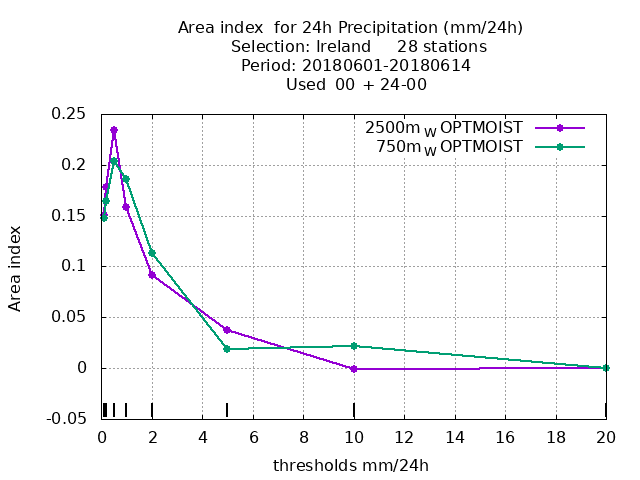 Area index  for 24h Precipitation (mm/24h)
Selection: Ireland     28 stations
Period: 20180601-20180614
Used  00  + 24-00
2500m_W OPTMOIST
750m_W OPTMOIST
0.25
0.2
0.15
0.1
0.05
0
-0.05
Area index
0 2 4 6 8 10 12 14 16 18 20
thresholds mm/24h